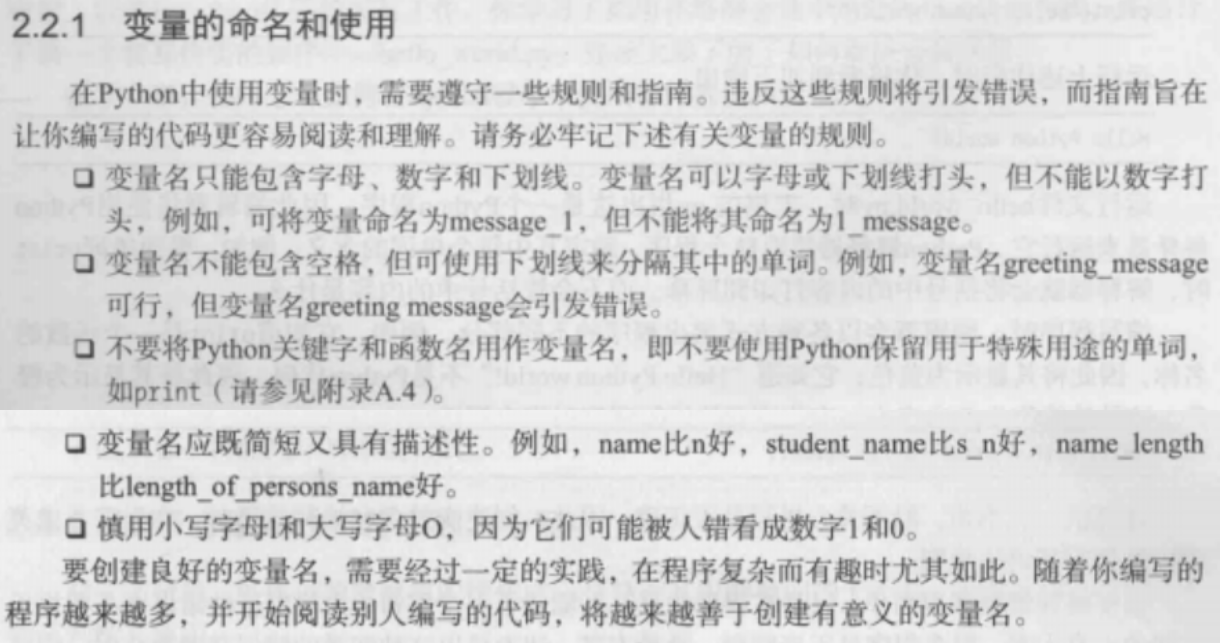 2.2.1 变量的命名和使用
在Python中使用变量时，需要遵守一些规则和指南。违反这些规则将引发错误，而指南旨在
让你编写的代码更容易阅读和理解。请务必牢记下述有关变量的规则。
❑ 变量名只能包含字母、数字和下划线。变量名可以字母或下划线打头，但不能以数字打
头，例如，可将变量命名为message_1，但不能将其命名为1_message。
❑ 变量名不能包含空格，但可使用下划线来分隔其中的单词。例如，变量名greeting_message
可行，但变量名greeting message会引发错误。
❑ 不要将Python关键字和函数名用作变量名，即不要使用Python保留用于特殊用途的单词，
如print（请参见附录A.4）。
❑ 变量名应既简短又具有描述性。例如，name比n好，student_name比s_n好，name_length
比length_of_persons_name好。
❑ 慎用小写字母l和大写字母O，因为它们可能被人错看成数字1和0。
要创建良好的变量名，需要经过一定的实践，在程序复杂而有趣时尤其如此。随着你编写的
程序越来越多，并开始阅读别人编写的代码，将越来越善于创建有意义的变量名。